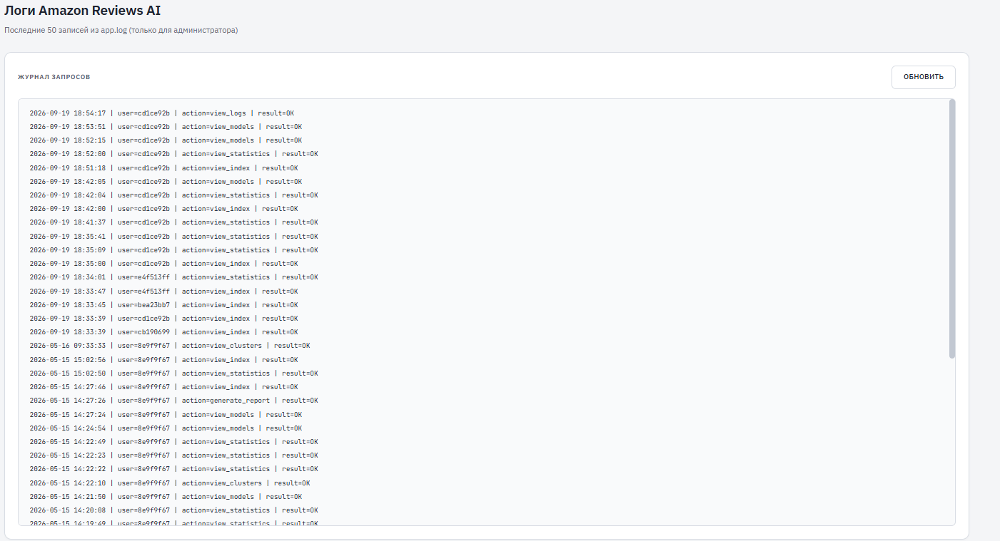 Логи Amazon Reviews AI
Последние 50 записей из app.log (только для администратора)
ЖУРНАЛ ЗАПРОСОВ
ОБНОВИТЬ
2026-09-19 18:54:17 | user=cd1ce92b | action=view_logs | result=OK
2026-09-19 18:53:51 | user=cd1ce92b | action=view_models | result=OK
2026-09-19 18:52:15 | user=cd1ce92b | action=view_models | result=OK
2026-09-19 18:52:00 | user=cd1ce92b | action=view_statistics | result=OK
2026-09-19 18:51:18 | user=cd1ce92b | action=view_index | result=OK
2026-09-19 18:42:05 | user=cd1ce92b | action=view_models | result=OK
2026-09-19 18:42:04 | user=cd1ce92b | action=view_statistics | result=OK
2026-09-19 18:42:00 | user=cd1ce92b | action=view_index | result=OK
2026-09-19 18:41:37 | user=cd1ce92b | action=view_statistics | result=OK
2026-09-19 18:35:41 | user=cd1ce92b | action=view_statistics | result=OK
2026-09-19 18:35:09 | user=cd1ce92b | action=view_statistics | result=OK
2026-09-19 18:35:00 | user=cd1ce92b | action=view_index | result=OK
2026-09-19 18:34:01 | user=e4f513ff | action=view_statistics | result=OK
2026-09-19 18:33:47 | user=e4f513ff | action=view_index | result=OK
2026-09-19 18:33:45 | user=bea23bb7 | action=view_index | result=OK
2026-09-19 18:33:39 | user=cd1ce92b | action=view_index | result=OK
2026-09-19 18:33:39 | user=cb190699 | action=view_index | result=OK
2026-05-16 09:33:33 | user=8e9f9f67 | action=view_clusters | result=OK
2026-05-15 15:02:56 | user=8e9f9f67 | action=view_index | result=OK
2026-05-15 15:02:50 | user=8e9f9f67 | action=view_statistics | result=OK
2026-05-15 14:27:46 | user=8e9f9f67 | action=view_index | result=OK
2026-05-15 14:27:26 | user=8e9f9f67 | action=generate_report | result=OK
2026-05-15 14:27:24 | user=8e9f9f67 | action=view_models | result=OK
2026-05-15 14:24:54 | user=8e9f9f67 | action=view_models | result=OK
2026-05-15 14:22:49 | user=8e9f9f67 | action=view_statistics | result=OK
2026-05-15 14:22:23 | user=8e9f9f67 | action=view_statistics | result=OK
2026-05-15 14:22:22 | user=8e9f9f67 | action=view_statistics | result=OK
2026-05-15 14:22:10 | user=8e9f9f67 | action=view_clusters | result=OK
2026-05-15 14:21:50 | user=8e9f9f67 | action=view_models | result=OK
2026-05-15 14:20:08 | user=8e9f9f67 | action=view_statistics | result=OK
2026-05-15 14:19:49 | user=8e9f9f67 | action=view_statistics | result=OK